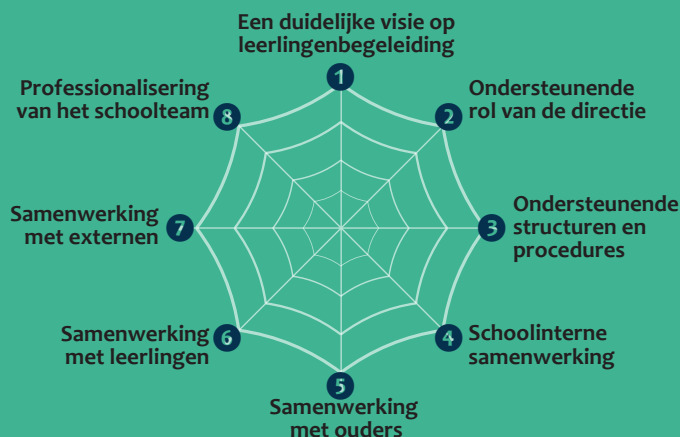 Een duidelijke visie op
leerlingenbegeleiding
1
Ondersteunende
rol van de directie
2
Ondersteunende
structuren en
procedures
3
Schoolinterne
samenwerking
4
5
Samenwerking
met ouders
Samenwerking
met leerlingen
6
Samenwerking
met externen
7
Professionalisering
van het schoolteam
8